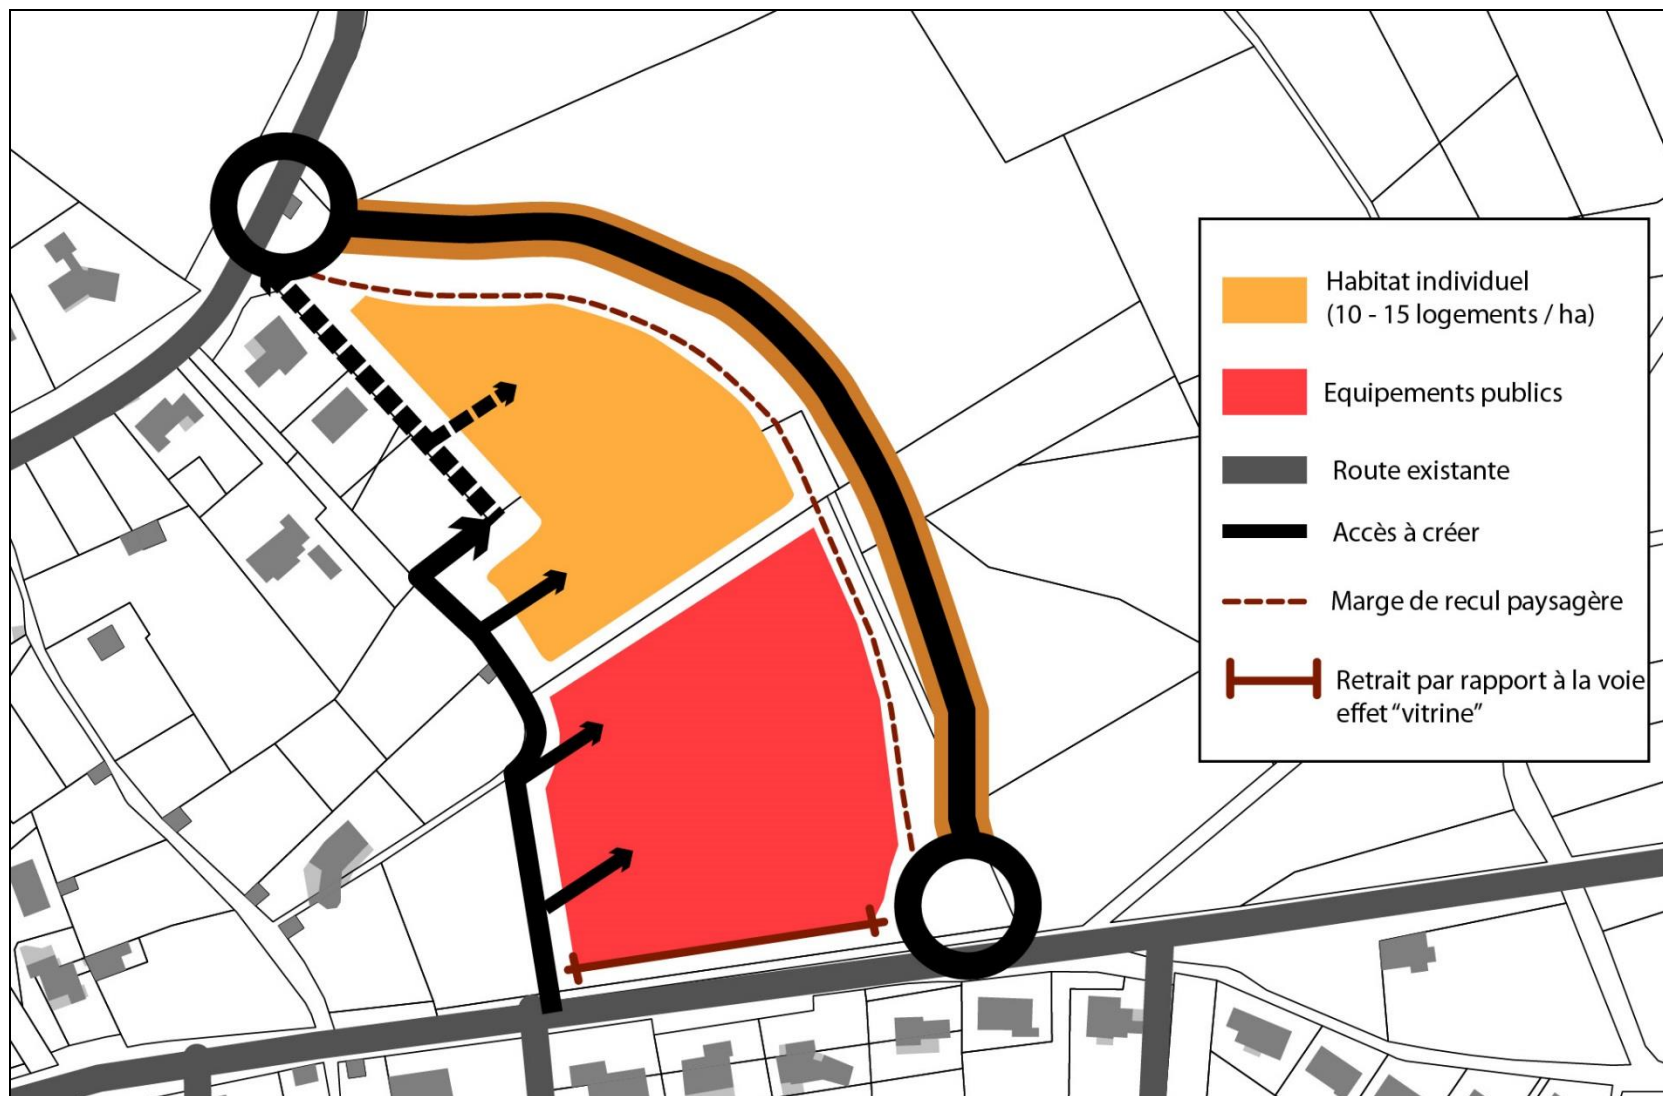 Habitat individuel
(10 - 15 logements / ha)
Equipements publics
Route existante
Accès à créer
Marge de recul paysagère
Retrait par rapport à la voie
effet “vitrine”